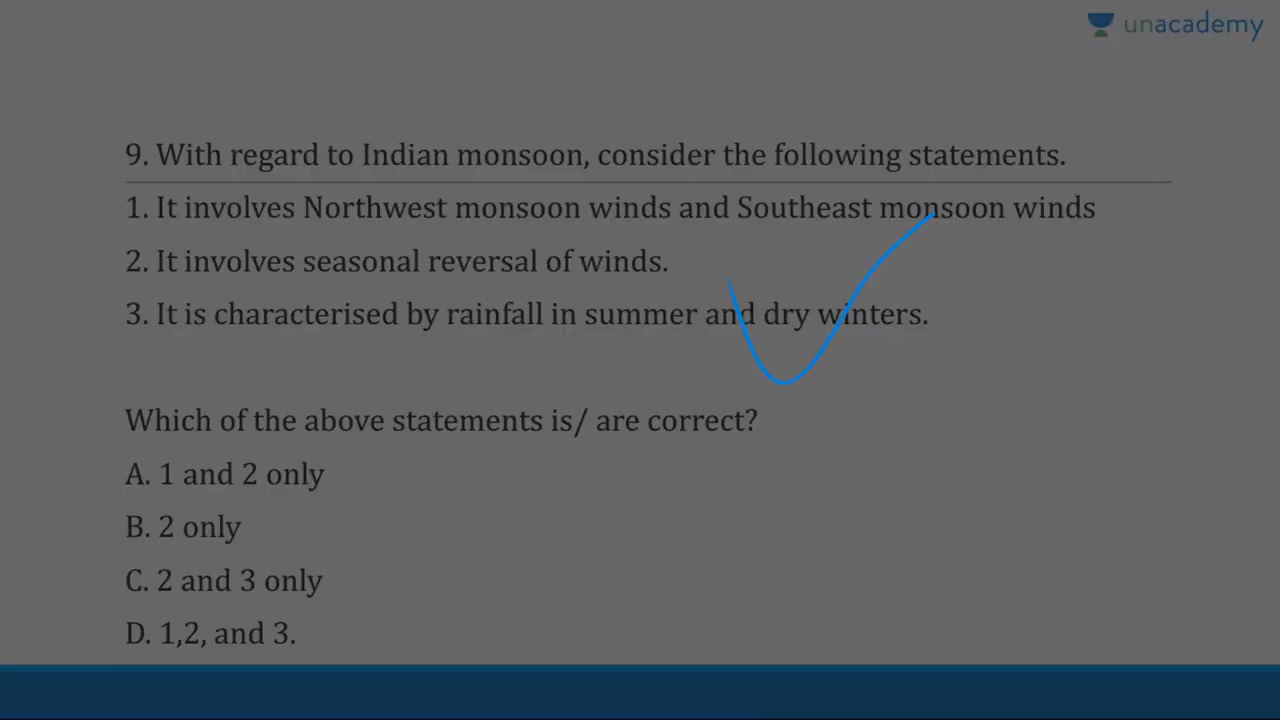 unacademy
9. With regard to Indian monsoon, consider the following statements.
1. It involves Northwest monsoon winds and Southeast monsoon winds
2. It involves seasonal reversal of winds.
3. It is characterised by rainfall in summer and dry winters.
Which of the above statements is/ are correct?
A. 1 and 2 only
B. 2 only
C. 2 and 3 only
D. 1,2, and 3.